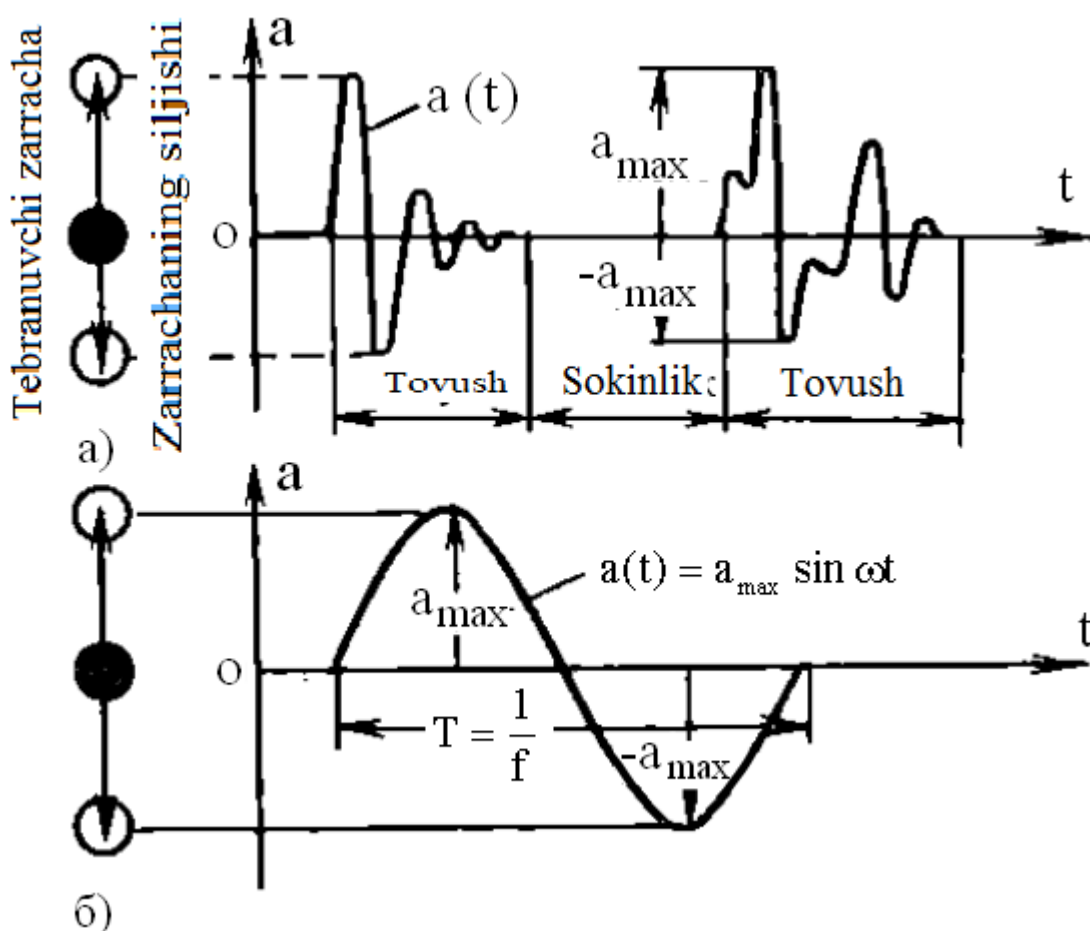 Tebranuvchi zarracha
Zarrachaning siljishi
a
a (t)
a max
-a max
t
O
Tovush
Sokinlik
Tovush
а)
a
a(t) = a max sin ωt
a max
t
O
T = 1/f
-a max
б)